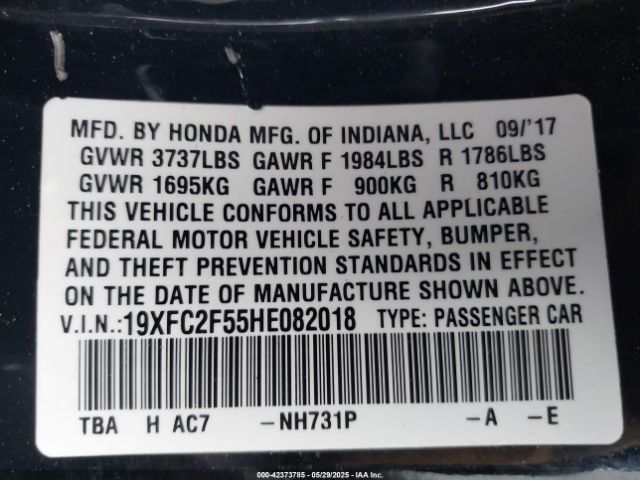 MFD. BY HONDA MFG. OF INDIANA, LLC 09/'17
GVWR 3737LBS GAWR F 1984LBS R 1786LBS
GVWR 1695KG GAWR F 900KG R 810KG
THIS VEHICLE CONFORMS TO ALL APPLICABLE
FEDERAL MOTOR VEHICLE SAFETY, BUMPER,
AND THEFT PREVENTION STANDARDS IN EFFECT
ON THE DATE OF MANUFACTURE SHOWN ABOVE.
V.I.N.:19XFC2F55HE082018 TYPE: PASSENGER CAR
TBA H AC7 -NH731P -A -E
000-42373785 - 05/29/2025 - IAA Inc.